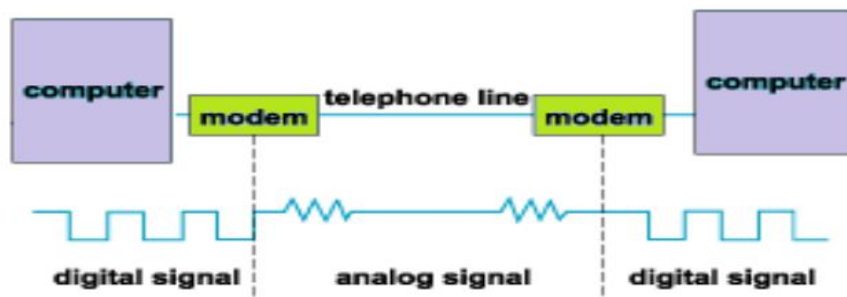 computer
modem
telephone line
modem
computer
digital signal
analog signal
digital signal